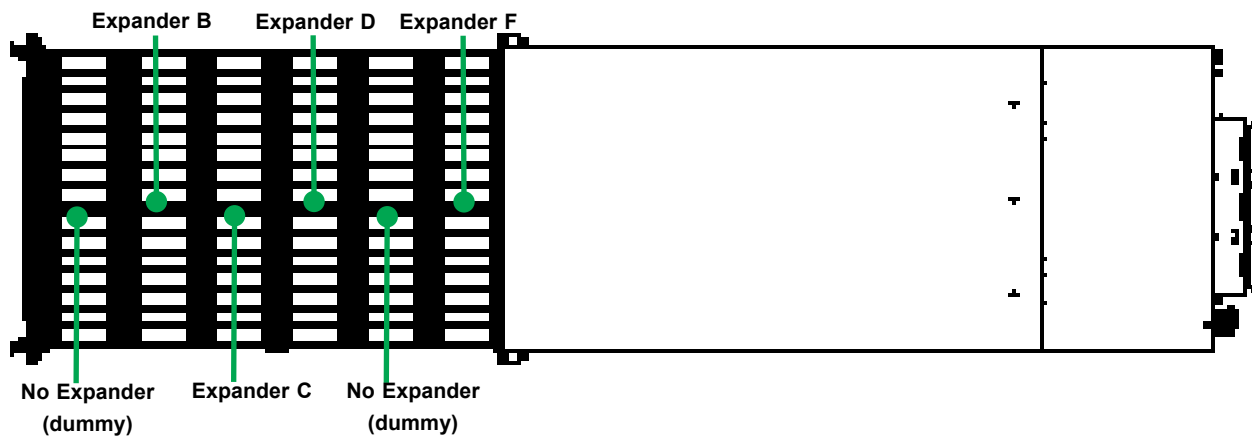 Expander B
Expander D
Expander F
No Expander
(dummy)
Expander C
No Expander
(dummy)